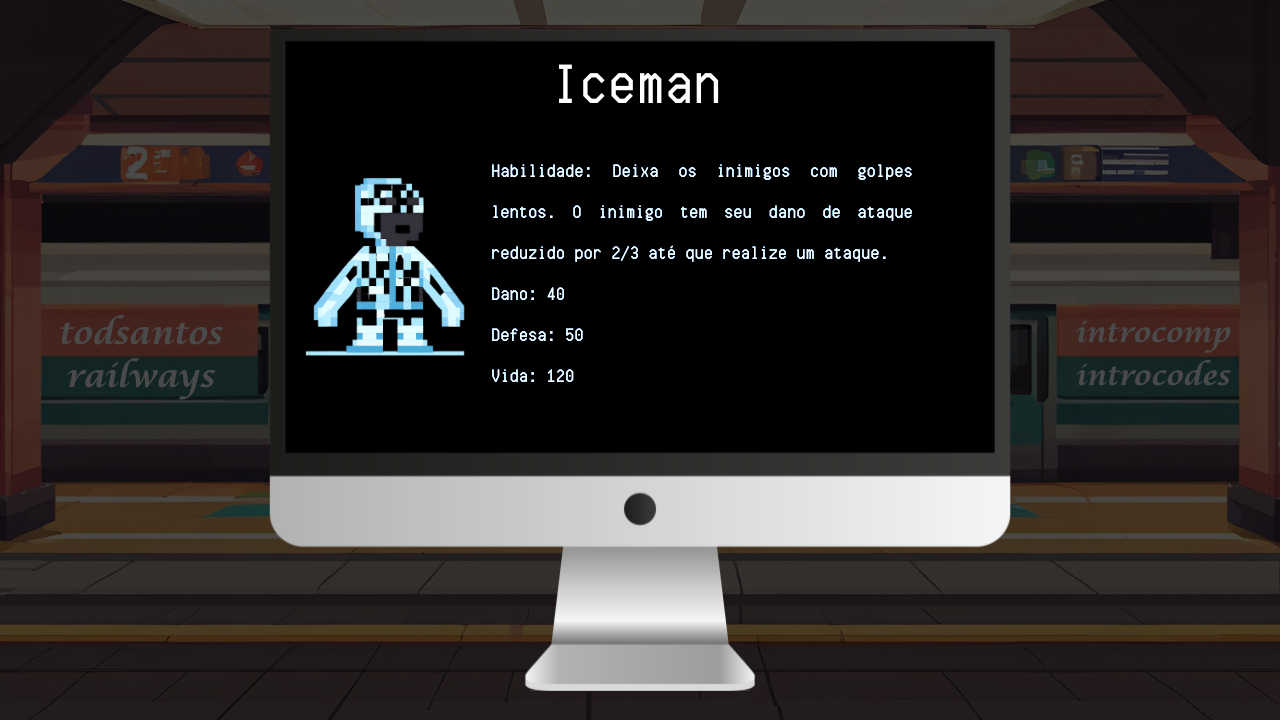 Iceman
Habilidade: Deixa os inimigos com golpes
lentos. O inimigo tem seu dano de ataque
reduzido por 2/3 até que realize um ataque.
Dano: 40
Defesa: 50
Vida: 120
todsantos
railways
introcomp
introcodes
2